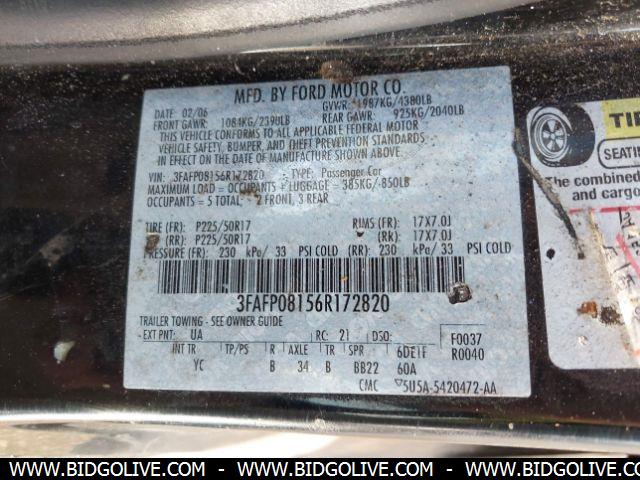 MFD. BY FORD MOTOR CO.
DATE: 02/06 GVWR: 1987KG/4380LB
FRONT GAWR: 1084KG/2390LB REAR GAWR: 925KG/2040LB
THIS VEHICLE CONFORMS TO ALL APPLICABLE FEDERAL MOTOR
VEHICLE SAFETY, BUMPER, AND THEFT PREVENTION STANDARDS
IN EFFECT ON THE DATE OF MANUFACTURE SHOWN ABOVE.
VIN: 3FAFP08156R172820 TYPE: Passenger Car
MAXIMUM LOAD = OCCUPANTS + LUGGAGE = 385KG/850LB
OCCUPANTS = 5 TOTAL: 2 FRONT, 3 REAR
TIRE (FR): P225/50R17 RIMS (FR): 17X7.0J
(RR): P225/50R17 (RR): 17X7.0J
PRESSURE (FR): 230 kPa/ 33 PSI COLD (RR): 230 kPa/ 33 PSI COLD
3FAFP08156R172820
TRAILER TOWING - SEE OWNER GUIDE
EXT PNT: UA RC: 21 DSO: F0037
R0040
INT TR TP/PS R AXLE TR SPR 6DE1F
YC B 34 B BB22 60A
CMC 5U5A-5420472-AA
TIR
SEATIN
The combined
and cargo
WWW.BIDGOLIVE.COM - WWW.BIDGOLIVE.COM - WWW.BIDGOLIVE.COM